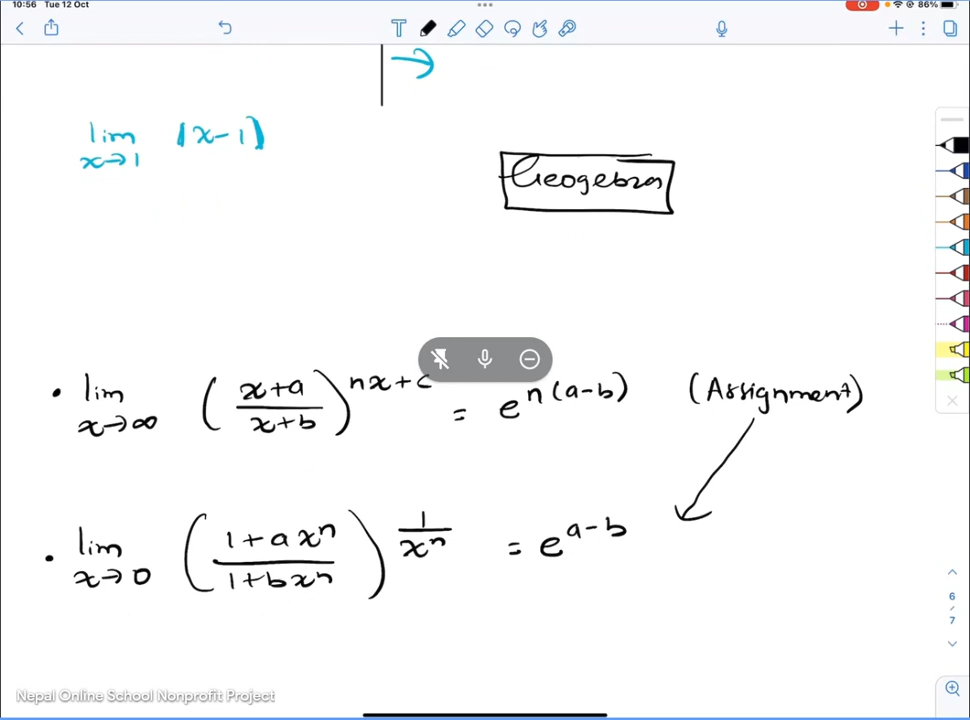 10:56 Tue 12 Oct
86%
lim x→1 (x-1)
Geogebra
• lim x→∞ ((x+a)/(x+b))^(nx+c) = e^(n(a-b)) (Assignment)
• lim x→0 ((1+ax^n)/(1+bx^n))^(1/x^n) = e^(a-b)
6
/
7
Nepal Online School Nonprofit Project